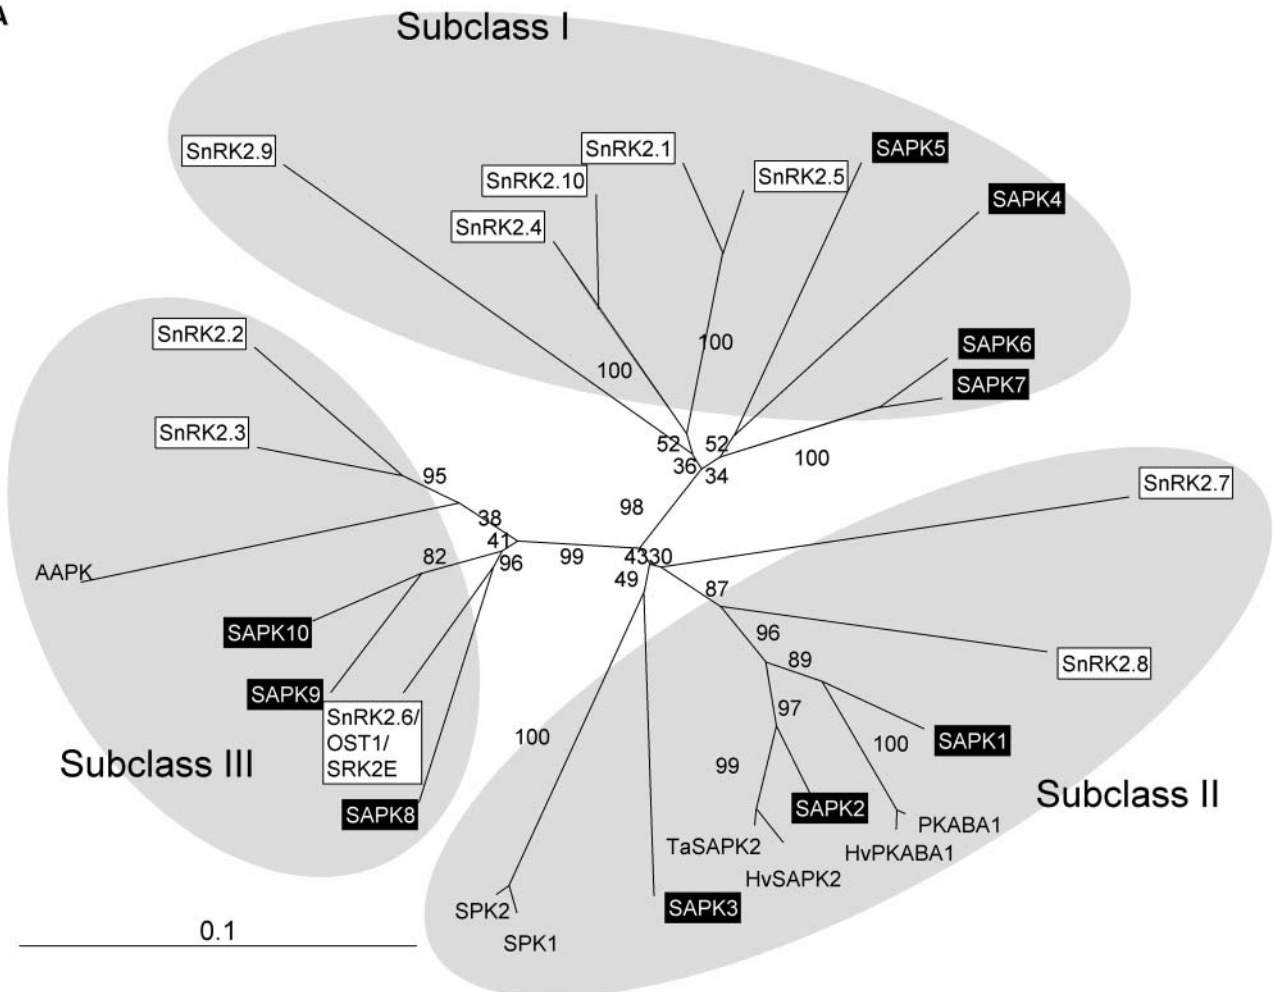 A
Subclass I
SnRK2.9
SnRK2.1
SAPK5
SnRK2.10
SnRK2.5
SAPK4
SnRK2.4
SnRK2.2
100
SAPK6
100
SAPK7
SnRK2.3
52
52
100
36
34
95
SnRK2.7
98
38
41
99
4330
82
96
AAPK
49
87
SAPK10
96
89
SnRK2.8
SAPK9
97
SnRK2.6/
OST1/
SRK2E
100
100
SAPK1
Subclass III
99
Subclass II
SAPK8
SAPK2
PKABA1
TaSAPK2
HvPKABA1
HvSAPK2
SPK2
SAPK3
0.1
SPK1